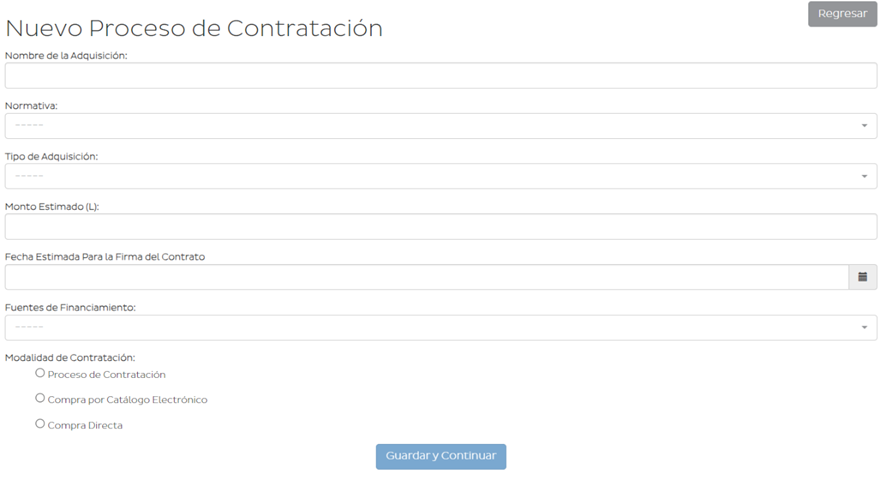 Regresar
Nuevo Proceso de Contratación
Nombre de la Adquisición:
Normativa:
-----
Tipo de Adquisición:
-----
Monto Estimado (L):
Fecha Estimada Para la Firma del Contrato
Fuentes de Financiamiento:
-----
Modalidad de Contratación:
Proceso de Contratación
Compra por Catálogo Electrónico
Compra Directa
Guardar y Continuar